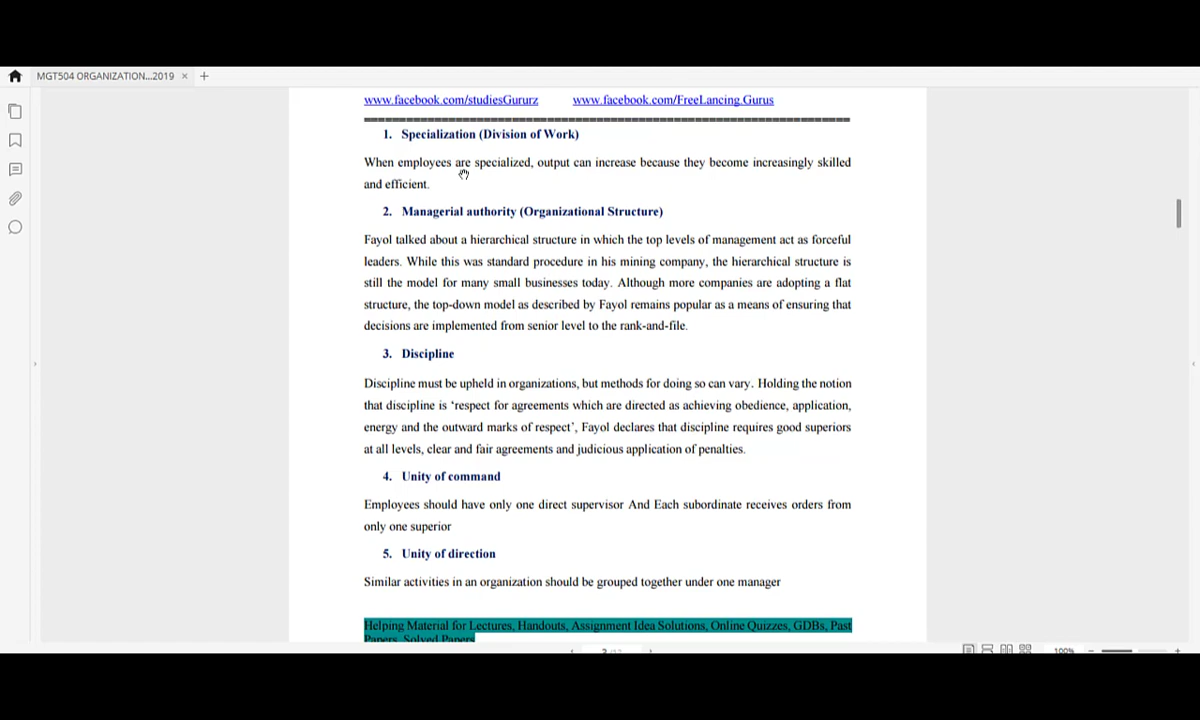 MGT504 ORGANIZATION...2019
www.facebook.com/studiesGururz www.facebook.com/FreeLancing.Gurus
1. Specialization (Division of Work)
When employees are specialized, output can increase because they become increasingly skilled
and efficient.
2. Managerial authority (Organizational Structure)
Fayol talked about a hierarchical structure in which the top levels of management act as forceful
leaders. While this was standard procedure in his mining company, the hierarchical structure is
still the model for many small businesses today. Although more companies are adopting a flat
structure, the top-down model as described by Fayol remains popular as a means of ensuring that
decisions are implemented from senior level to the rank-and-file.
3. Discipline
Discipline must be upheld in organizations, but methods for doing so can vary. Holding the notion
that discipline is ‘respect for agreements which are directed as achieving obedience, application,
energy and the outward marks of respect’, Fayol declares that discipline requires good superiors
at all levels, clear and fair agreements and judicious application of penalties.
4. Unity of command
Employees should have only one direct supervisor And Each subordinate receives orders from
only one superior
5. Unity of direction
Similar activities in an organization should be grouped together under one manager
Helping Material for Lectures, Handouts, Assignment Idea Solutions, Online Quizzes, GDBs, Past
Papers, Solved Papers
100%